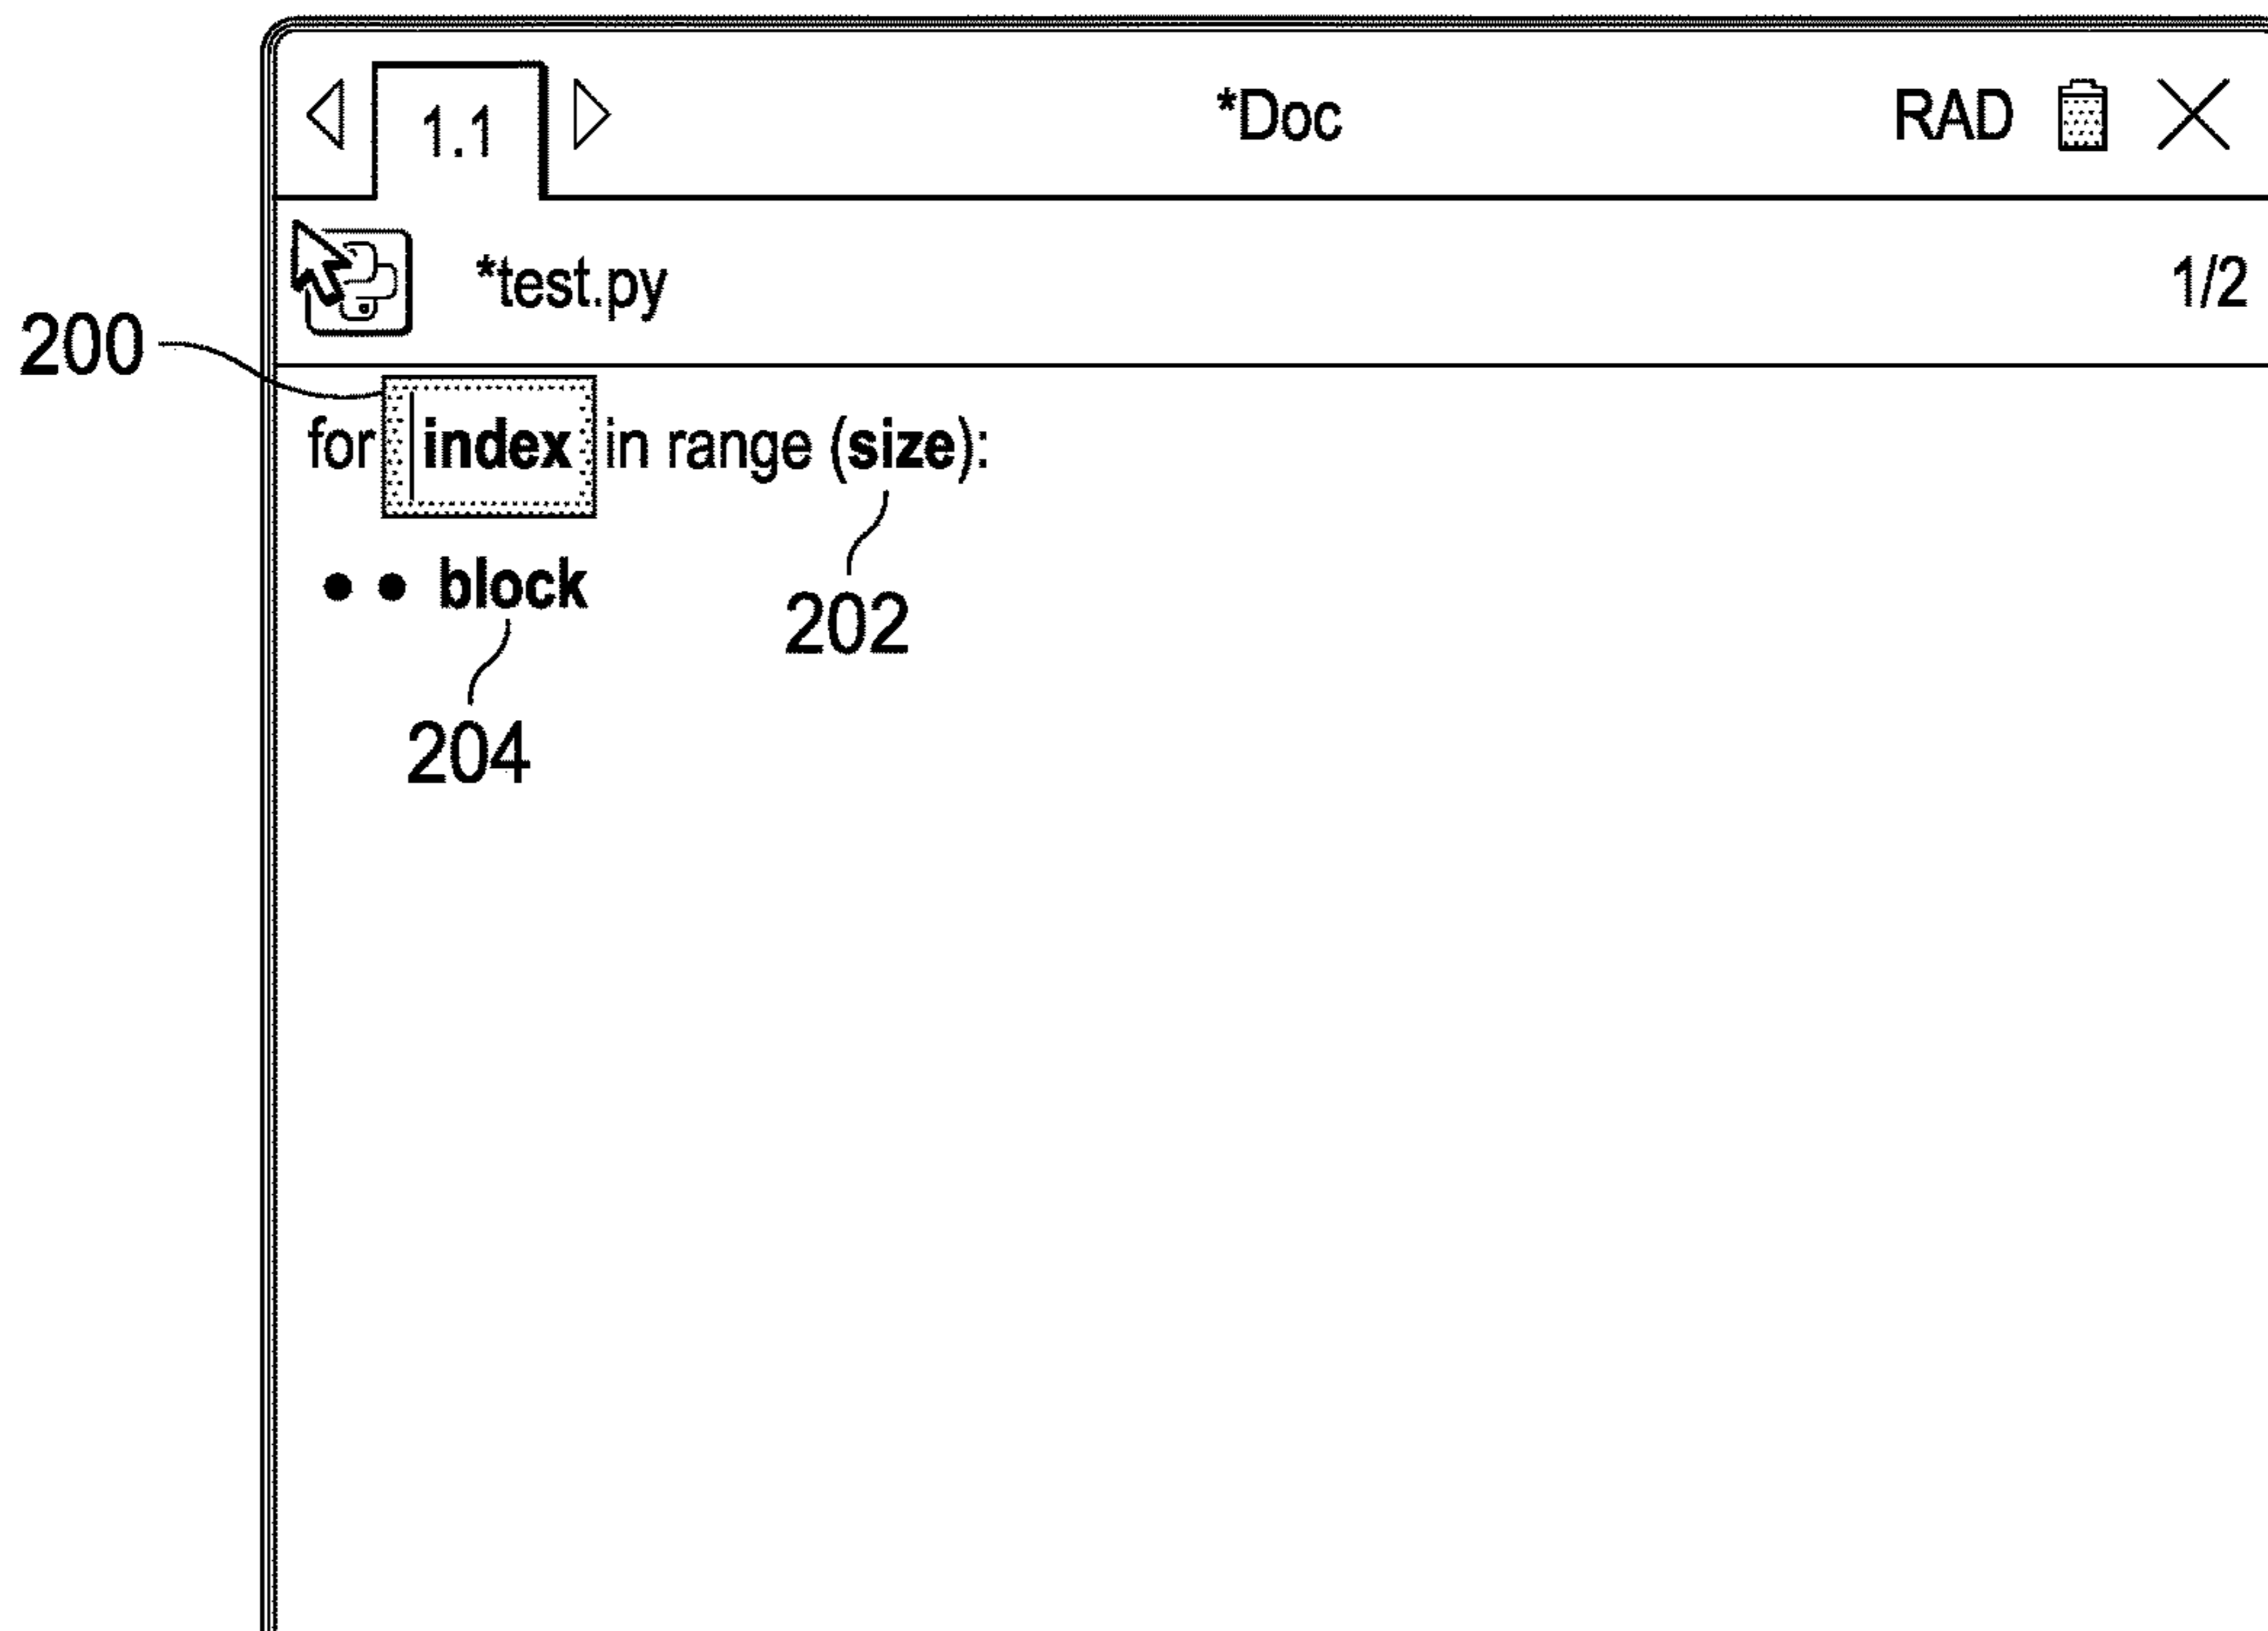 1.1 *Doc RAD
*test.py 1/2
200
for index in range (size):
•• block
202
204